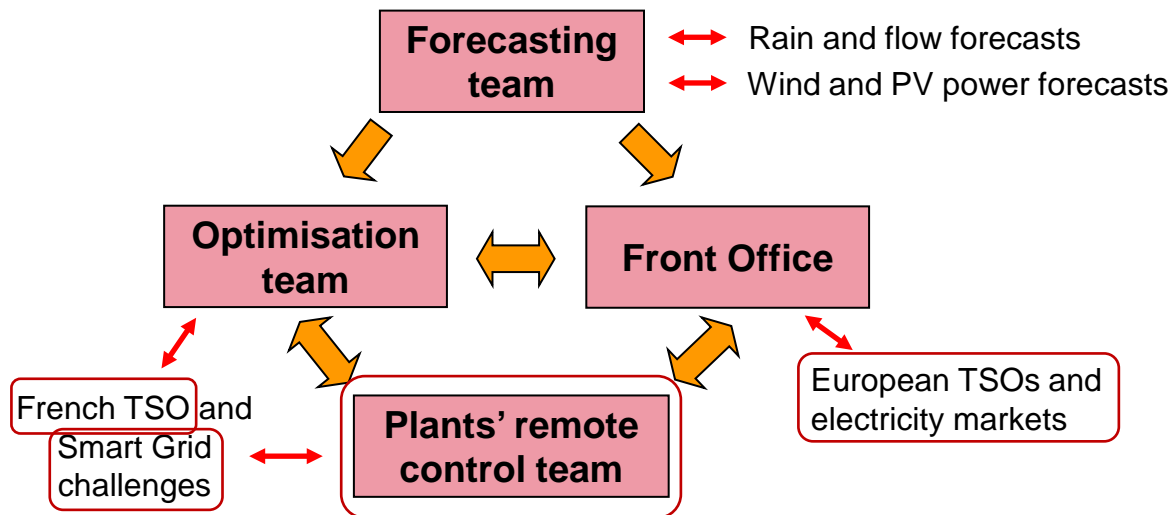 Forecasting
team
Rain and flow forecasts
Wind and PV power forecasts
Optimisation
team
Front Office
French TSO and
Smart Grid
challenges
Plants’ remote
control team
European TSOs and
electricity markets